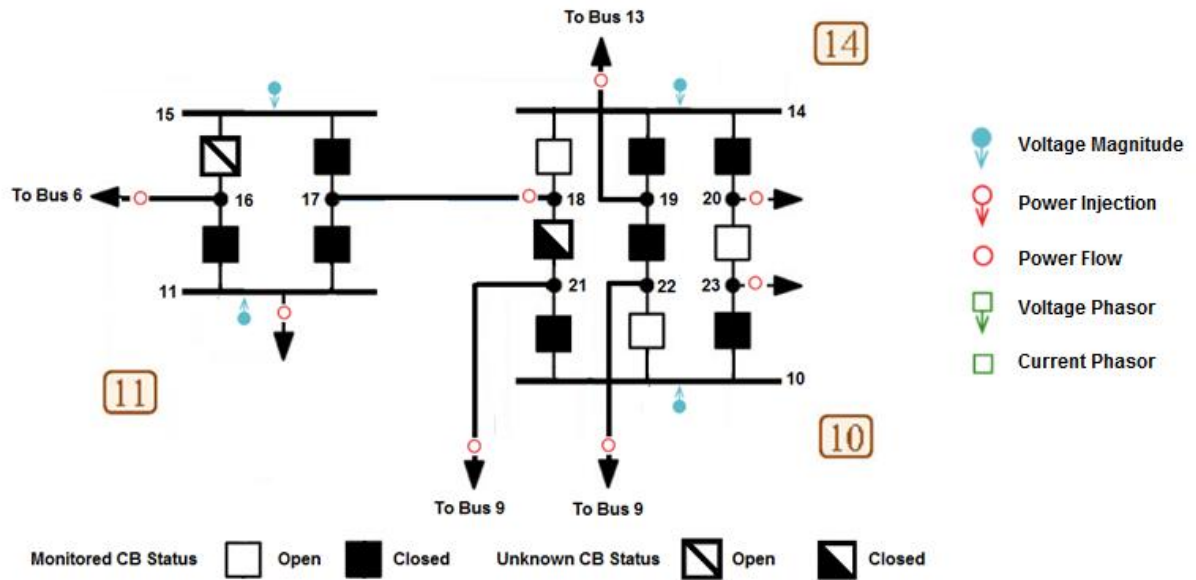 To Bus 13
14
15
14
To Bus 6
16
17
18
19
20
11
21
22
23
10
11
10
To Bus 9
To Bus 9
Voltage Magnitude
Power Injection
Power Flow
Voltage Phasor
Current Phasor
Monitored CB Status
Open
Closed
Unknown CB Status
Open
Closed